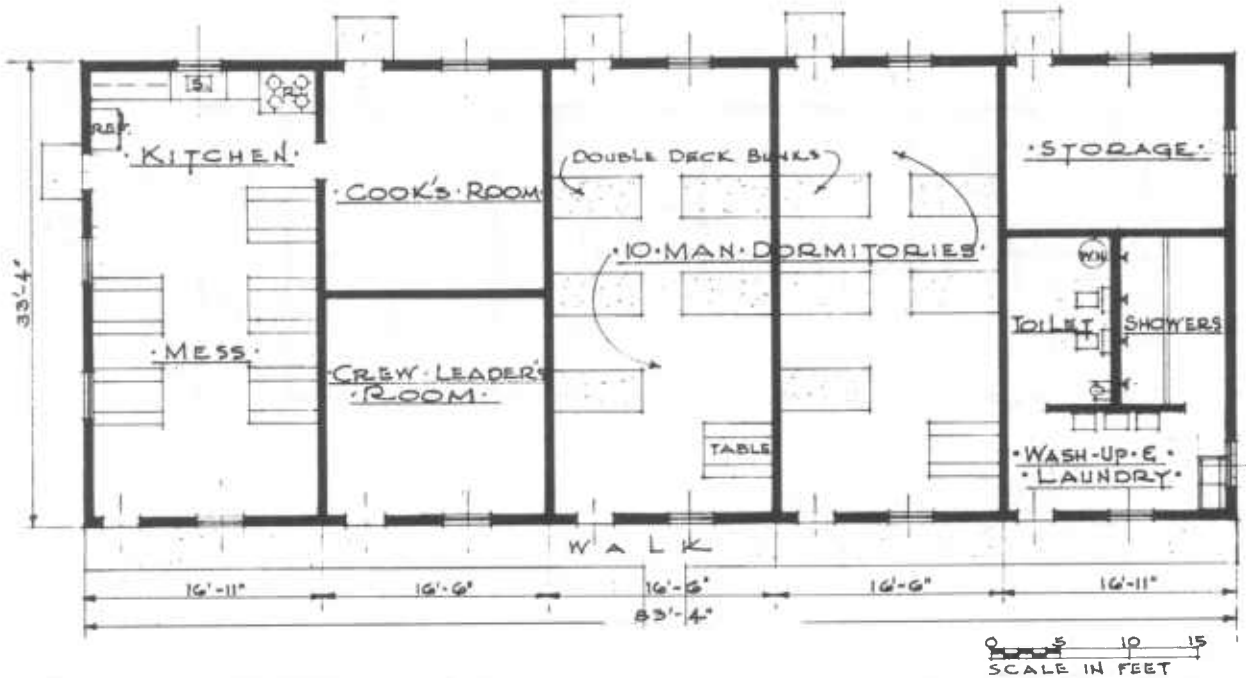 S
R.
REF.
· KITCHEN ·
DOUBLE DECK BUNKS
· STORAGE ·
· COOK'S · ROOM ·
· 10 · MAN · DORMITORIES ·
W.H.
33'-4"
TOILET
SHOWERS
· MESS ·
· CREW · LEADER'S
· ROOM ·
TABLE
· WASH-UP · &
· LAUNDRY ·
WALK
16'-11"
16'-6"
16'-6"
16'-6"
16'-11"
83'-4"
0 5 10 15
SCALE IN FEET